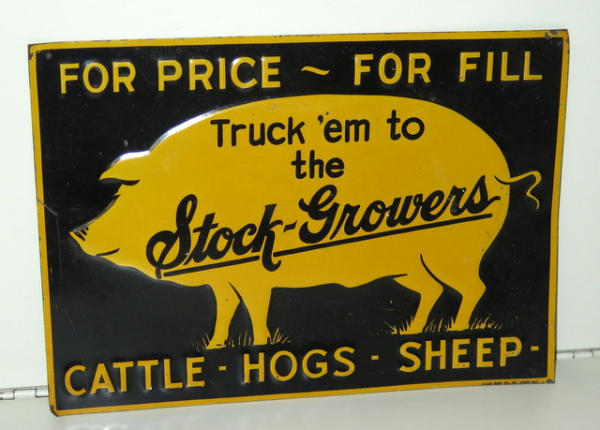 FOR PRICE ~ FOR FILL
Truck 'em to
the
Stock-Growers
CATTLE - HOGS - SHEEP -